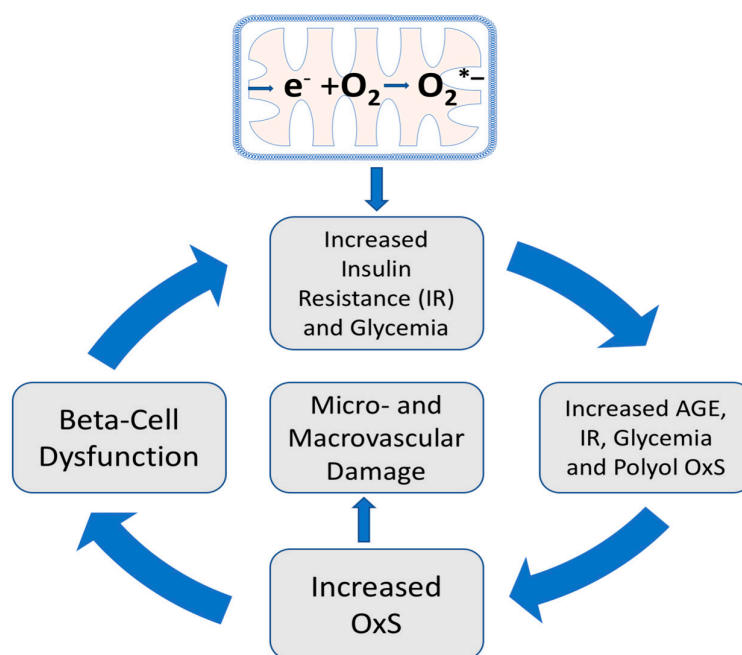 → e⁻ +O₂ → O₂*–
Increased
Insulin
Resistance (IR)
and Glycemia
Increased AGE,
IR, Glycemia
and Polyol OxS
Beta-Cell
Dysfunction
Micro- and
Macrovascular
Damage
Increased
OxS